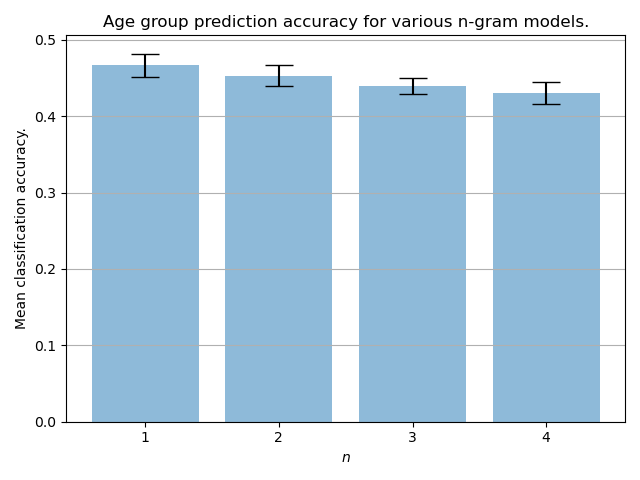 Age group prediction accuracy for various n-gram models.
0.5
0.4
0.3
0.2
0.1
0.0
Mean classification accuracy.
1 2 3 4
n